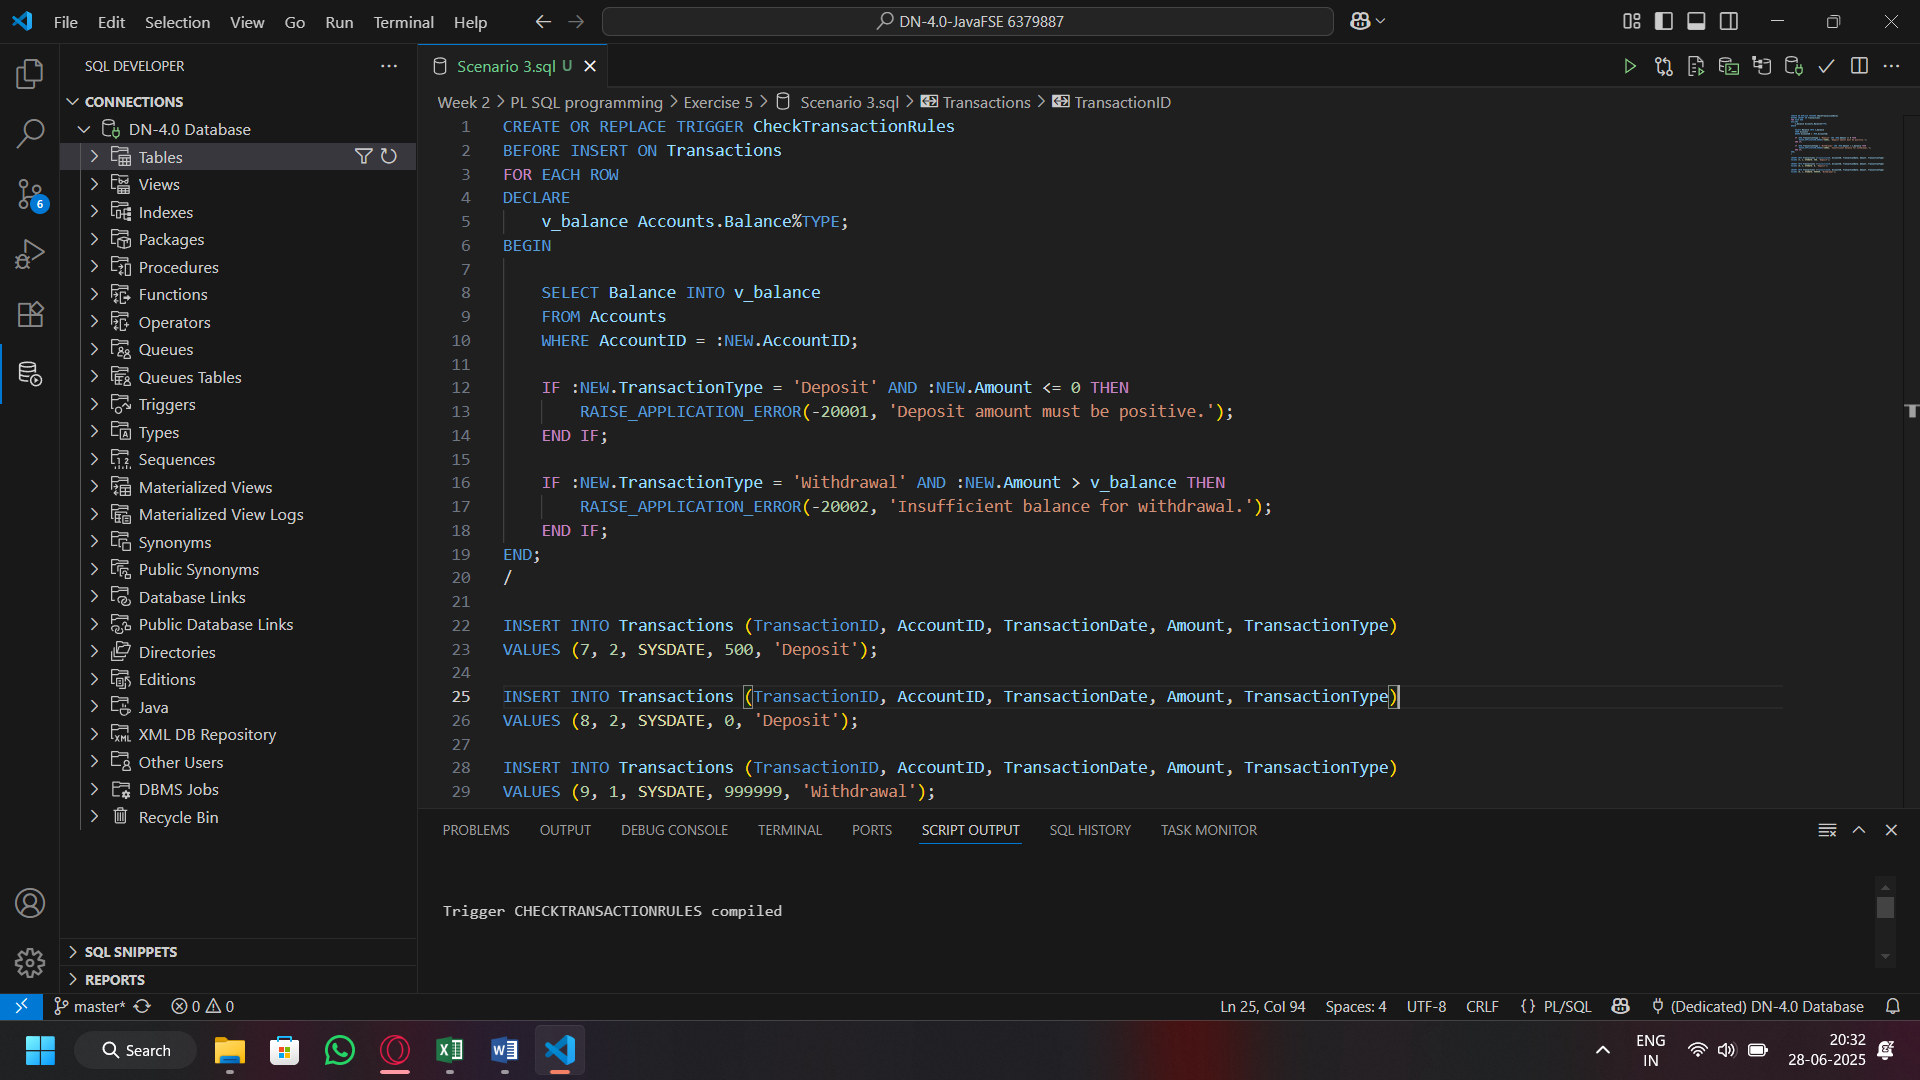 File Edit Selection View Go Run Terminal Help
DN-4.0-JavaFSE 6379887
SQL DEVELOPER
CONNECTIONS
DN-4.0 Database
Tables
Views
Indexes
Packages
Procedures
Functions
Operators
Queues
Queues Tables
Triggers
Types
Sequences
Materialized Views
Materialized View Logs
Synonyms
Public Synonyms
Database Links
Public Database Links
Directories
Editions
Java
XML DB Repository
Other Users
DBMS Jobs
Recycle Bin
SQL SNIPPETS
REPORTS
6
Scenario 3.sql U
Week 2 > PL SQL programming > Exercise 5 > Scenario 3.sql > Transactions > TransactionID
1 CREATE OR REPLACE TRIGGER CheckTransactionRules
2 BEFORE INSERT ON Transactions
3 FOR EACH ROW
4 DECLARE
5 v_balance Accounts.Balance%TYPE;
6 BEGIN
7
8 SELECT Balance INTO v_balance
9 FROM Accounts
10 WHERE AccountID = :NEW.AccountID;
11
12 IF :NEW.TransactionType = 'Deposit' AND :NEW.Amount <= 0 THEN
13 RAISE_APPLICATION_ERROR(-20001, 'Deposit amount must be positive.');
14 END IF;
15
16 IF :NEW.TransactionType = 'Withdrawal' AND :NEW.Amount > v_balance THEN
17 RAISE_APPLICATION_ERROR(-20002, 'Insufficient balance for withdrawal.');
18 END IF;
19 END;
20 /
21
22 INSERT INTO Transactions (TransactionID, AccountID, TransactionDate, Amount, TransactionType)
23 VALUES (7, 2, SYSDATE, 500, 'Deposit');
24
25 INSERT INTO Transactions (TransactionID, AccountID, TransactionDate, Amount, TransactionType)
26 VALUES (8, 2, SYSDATE, 0, 'Deposit');
27
28 INSERT INTO Transactions (TransactionID, AccountID, TransactionDate, Amount, TransactionType)
29 VALUES (9, 1, SYSDATE, 999999, 'Withdrawal');
PROBLEMS OUTPUT DEBUG CONSOLE TERMINAL PORTS SCRIPT OUTPUT SQL HISTORY TASK MONITOR
Trigger CHECKTRANSACTIONRULES compiled
master* 0 0
Ln 25, Col 94 Spaces: 4 UTF-8 CRLF {} PL/SQL (Dedicated) DN-4.0 Database
Search
ENG
IN
20:32
28-06-2025